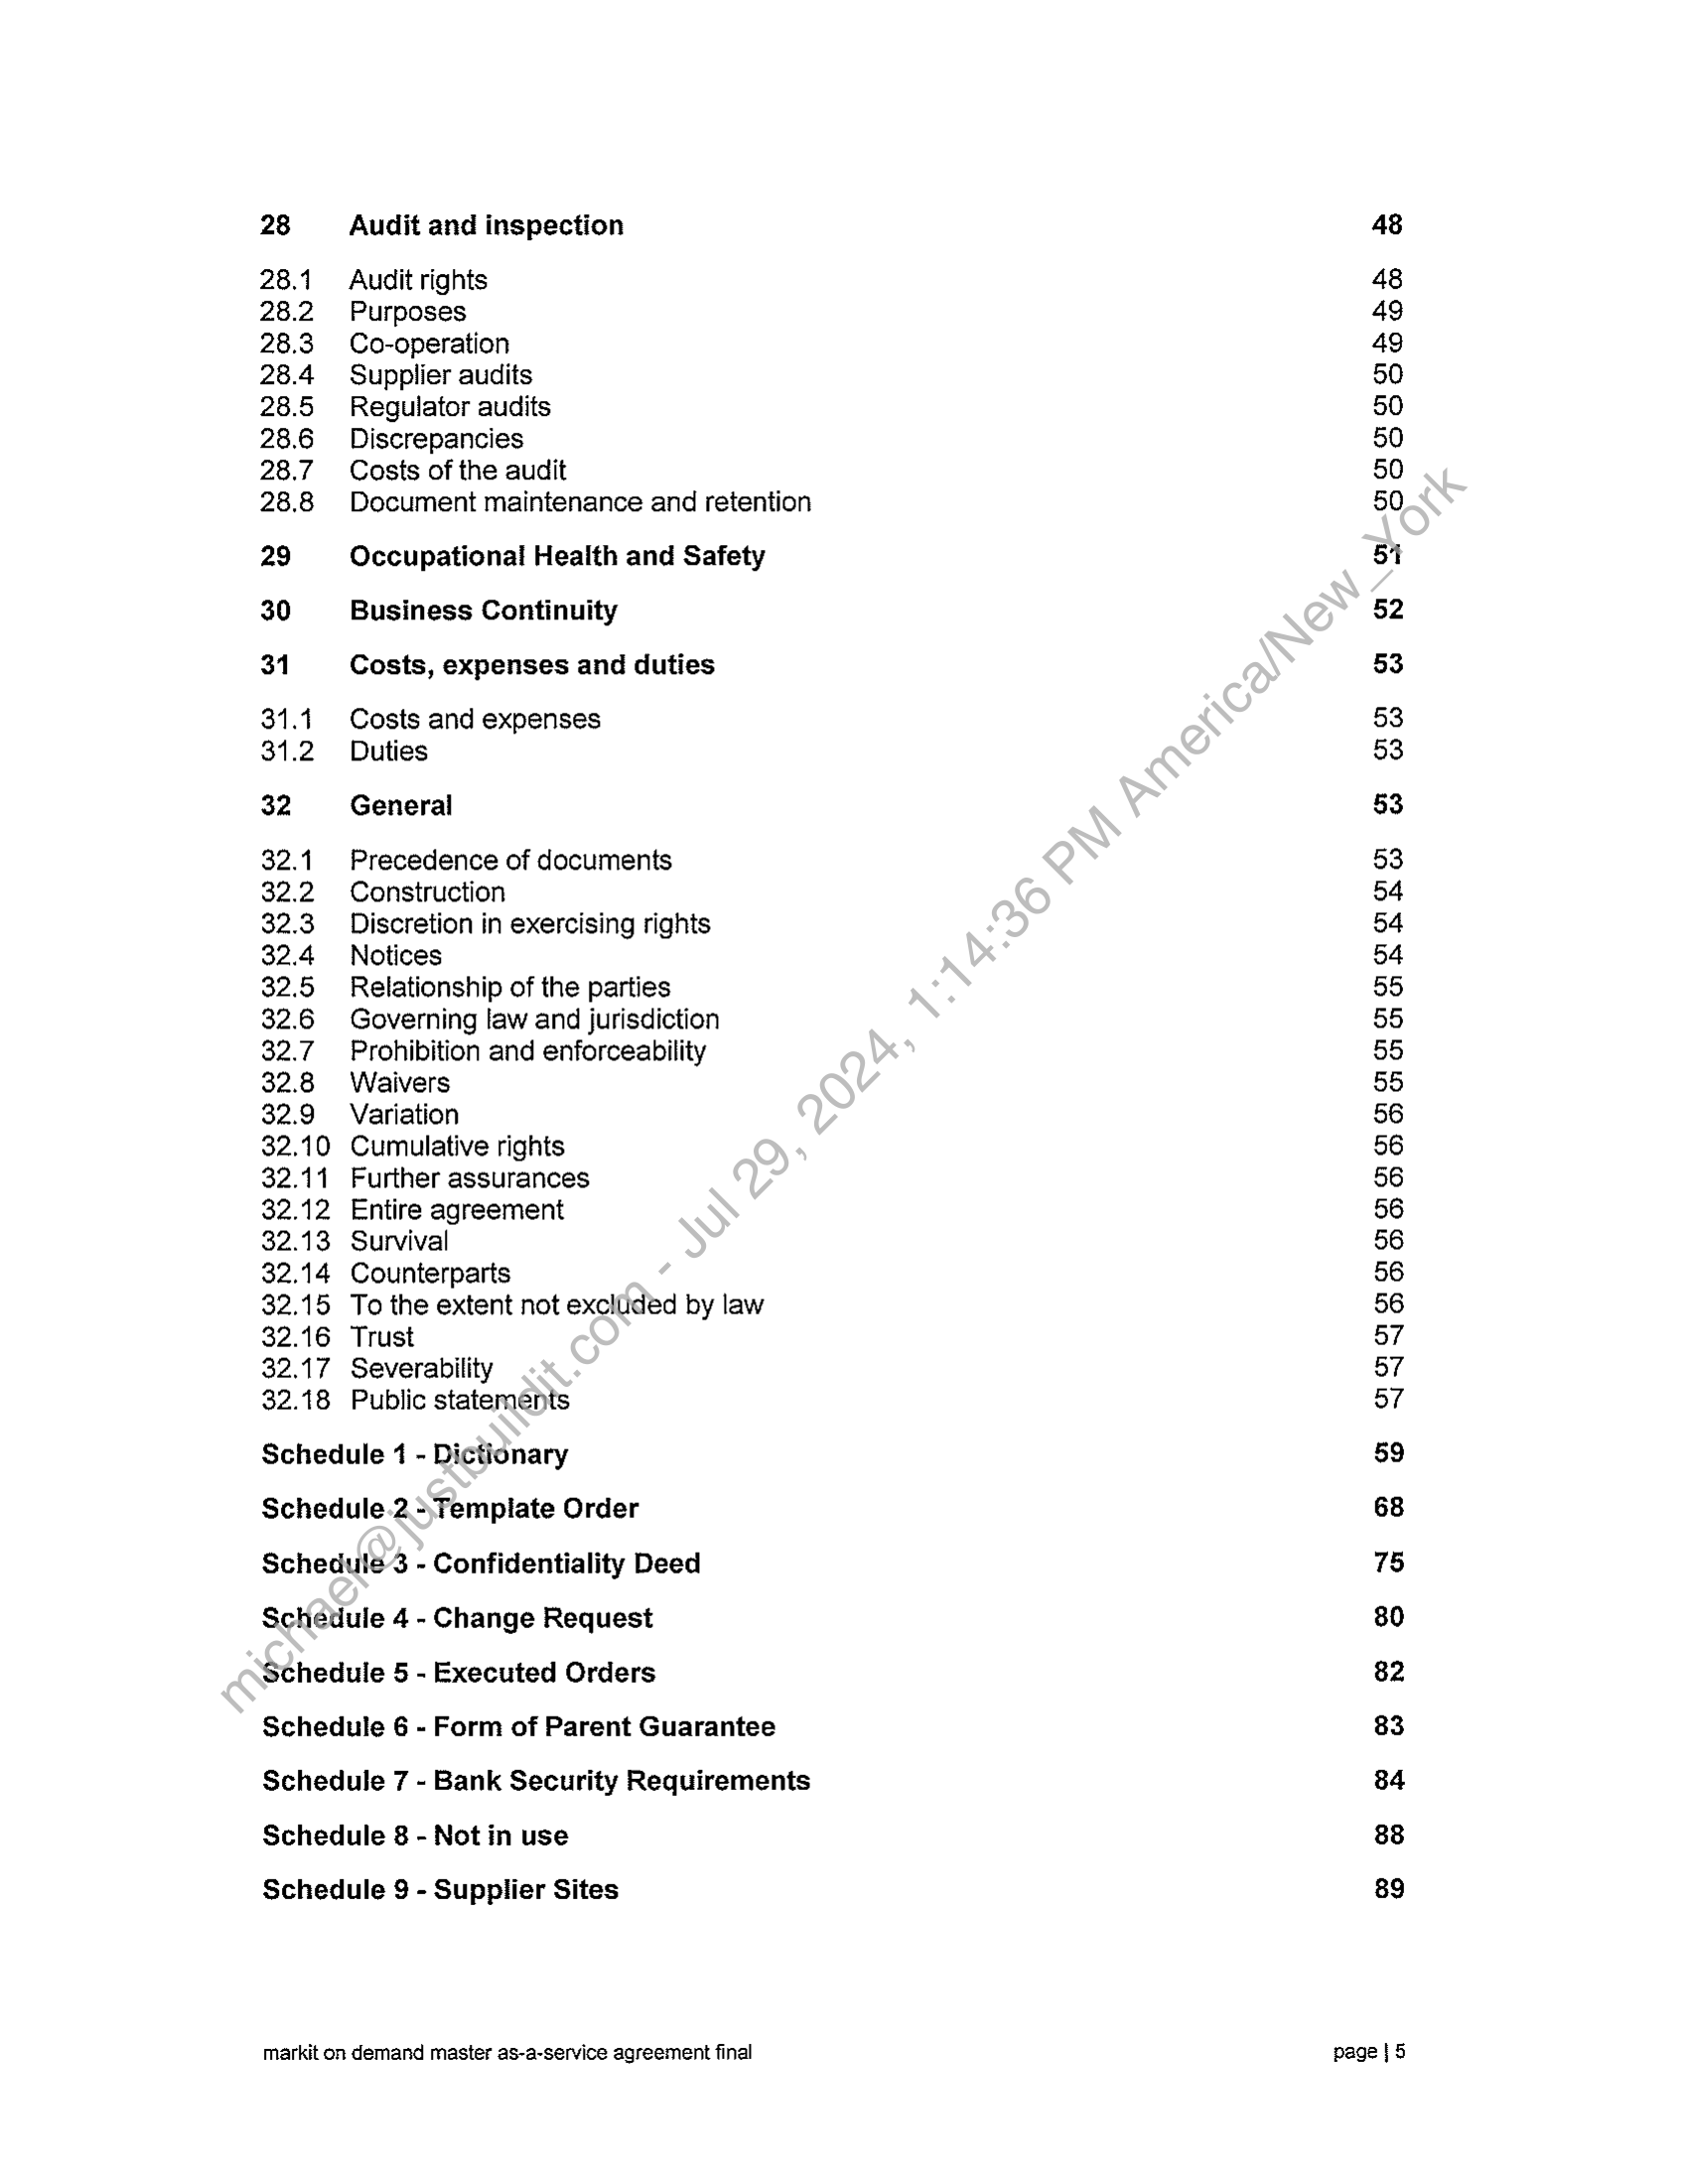 28 Audit and inspection 48
28.1 Audit rights 48
28.2 Purposes 49
28.3 Co-operation 49
28.4 Supplier audits 50
28.5 Regulator audits 50
28.6 Discrepancies 50
28.7 Costs of the audit 50
28.8 Document maintenance and retention 50
29 Occupational Health and Safety 51
30 Business Continuity 52
31 Costs, expenses and duties 53
31.1 Costs and expenses 53
31.2 Duties 53
32 General 53
32.1 Precedence of documents 53
32.2 Construction 54
32.3 Discretion in exercising rights 54
32.4 Notices 54
32.5 Relationship of the parties 55
32.6 Governing law and jurisdiction 55
32.7 Prohibition and enforceability 55
32.8 Waivers 55
32.9 Variation 56
32.10 Cumulative rights 56
32.11 Further assurances 56
32.12 Entire agreement 56
32.13 Survival 56
32.14 Counterparts 56
32.15 To the extent not excluded by law 56
32.16 Trust 57
32.17 Severability 57
32.18 Public statements 57
Schedule 1 - Dictionary 59
Schedule 2 - Template Order 68
Schedule 3 - Confidentiality Deed 75
Schedule 4 - Change Request 80
Schedule 5 - Executed Orders 82
Schedule 6 - Form of Parent Guarantee 83
Schedule 7 - Bank Security Requirements 84
Schedule 8 - Not in use 88
Schedule 9 - Supplier Sites 89
markit on demand master as-a-service agreement final page | 5
michael@justbuildit.com - Jul 29, 2024, 1:14:36 PM America/New_York